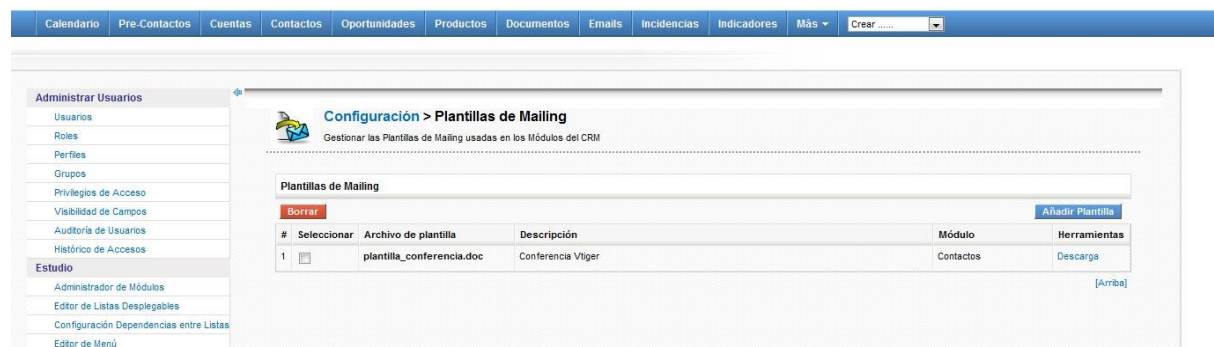 Calendario Pre-Contactos Cuentas Contactos Oportunidades Productos Documentos Emails Incidencias Indicadores Más Crear ......
Administrar Usuarios
Usuarios
Roles
Perfiles
Grupos
Privilegios de Acceso
Visibilidad de Campos
Auditoría de Usuarios
Histórico de Accesos
Estudio
Administrador de Módulos
Editor de Listas Desplegables
Configuración Dependencias entre Listas
Editor de Menú
Configuración > Plantillas de Mailing
Gestionar las Plantillas de Mailing usadas en los Módulos del CRM
Plantillas de Mailing
Borrar Añadir Plantilla
# Seleccionar Archivo de plantilla Descripción Módulo Herramientas
1 plantilla_conferencia.doc Conferencia Vtiger Contactos Descarga
[Arriba]